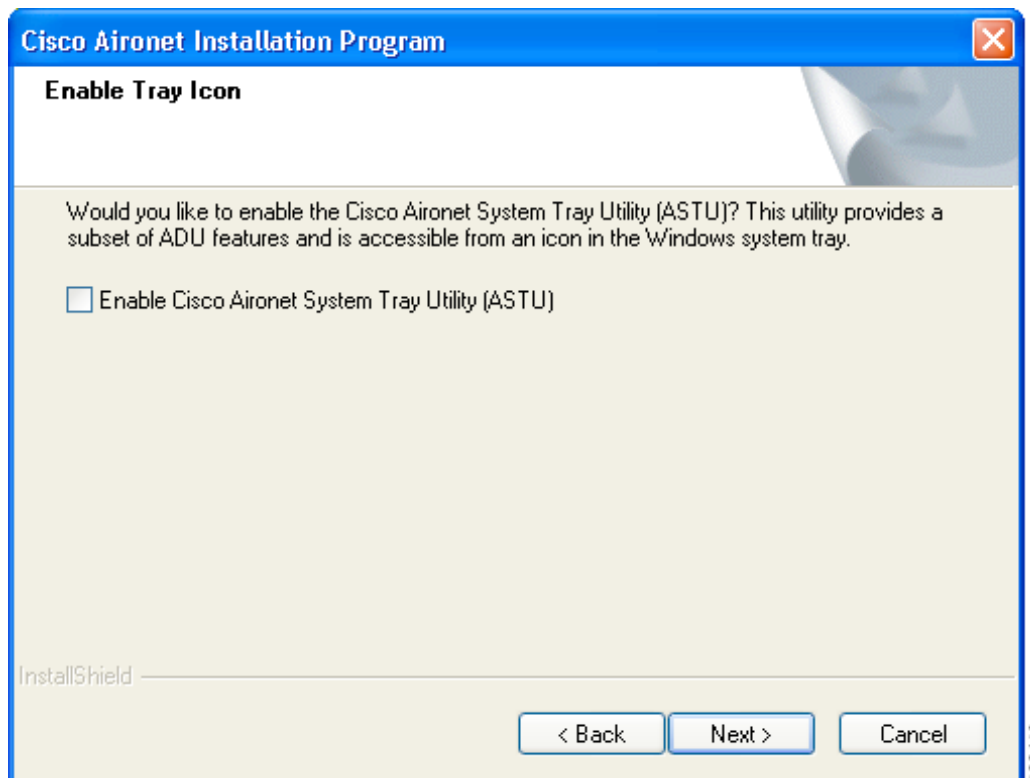 Cisco Aironet Installation Program
Enable Tray Icon
Would you like to enable the Cisco Aironet System Tray Utility (ASTU)? This utility provides a
subset of ADU features and is accessible from an icon in the Windows system tray.
Enable Cisco Aironet System Tray Utility (ASTU)
InstallShield
< Back
Next >
Cancel